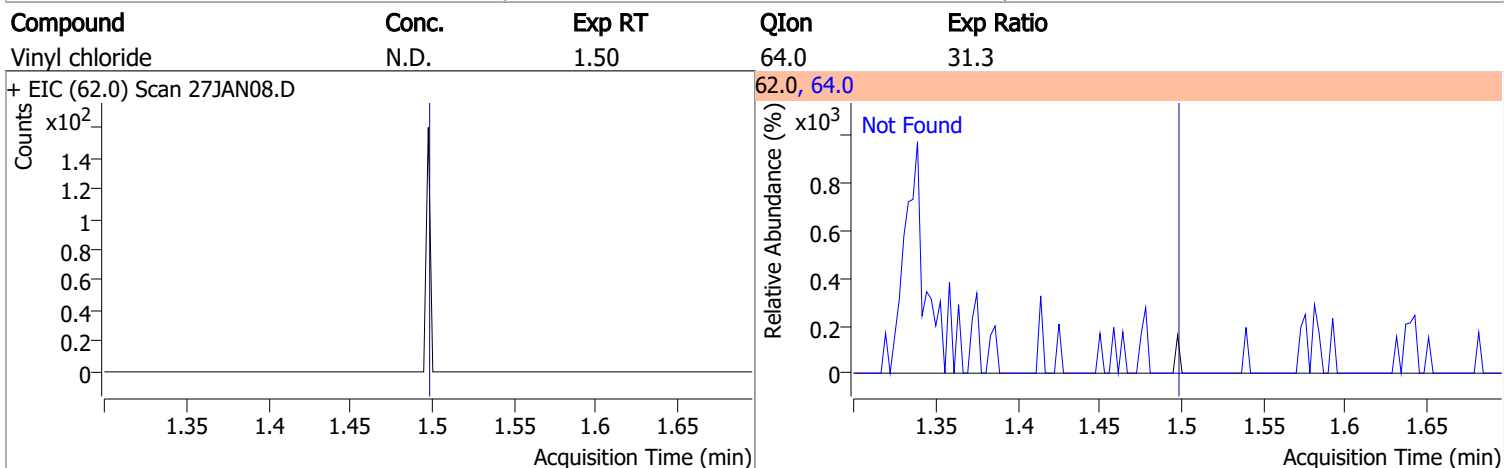 Compound Conc. Exp RT QIon Exp Ratio
Vinyl chloride N.D. 1.50 64.0 31.3
+ EIC (62.0) Scan 27JAN08.D
Counts
x10²
1.4
1.2
1
0.8
0.6
0.4
0.2
0
1.35 1.4 1.45 1.5 1.55 1.6 1.65
Acquisition Time (min)
62.0, 64.0
Relative Abundance (%)
x10³
Not Found
0.8
0.6
0.4
0.2
0
1.35 1.4 1.45 1.5 1.55 1.6 1.65
Acquisition Time (min)